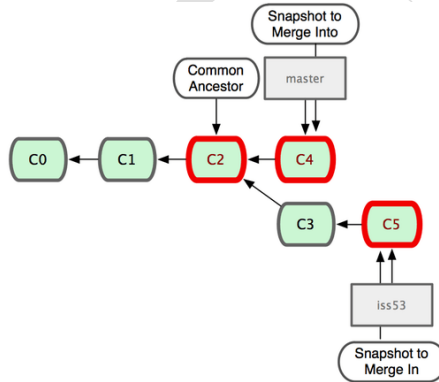 Snapshot to
Merge Into
Common
Ancestor
master
C0
C1
C2
C4
C3
C5
iss53
Snapshot to
Merge In